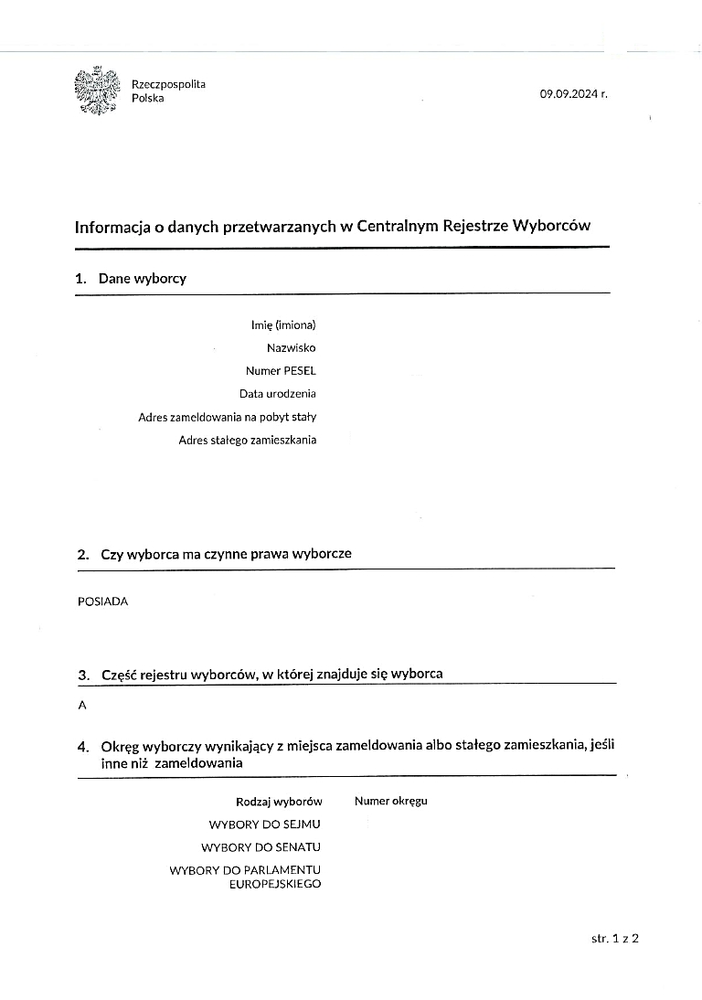 Rzeczpospolita
Polska
09.09.2024 r.
Informacja o danych przetwarzanych w Centralnym Rejestrze Wyborców
1. Dane wyborcy
Imię (imiona)
Nazwisko
Numer PESEL
Data urodzenia
Adres zameldowania na pobyt stały
Adres stałego zamieszkania
2. Czy wyborca ma czynne prawa wyborcze
POSIADA
3. Część rejestru wyborców, w której znajduje się wyborca
A
4. Okręg wyborczy wynikający z miejsca zameldowania albo stałego zamieszkania, jeśli
inne niż zameldowania
Rodzaj wyborów Numer okręgu
WYBORY DO SEJMU
WYBORY DO SENATU
WYBORY DO PARLAMENTU
EUROPEJSKIEGO
str. 1 z 2